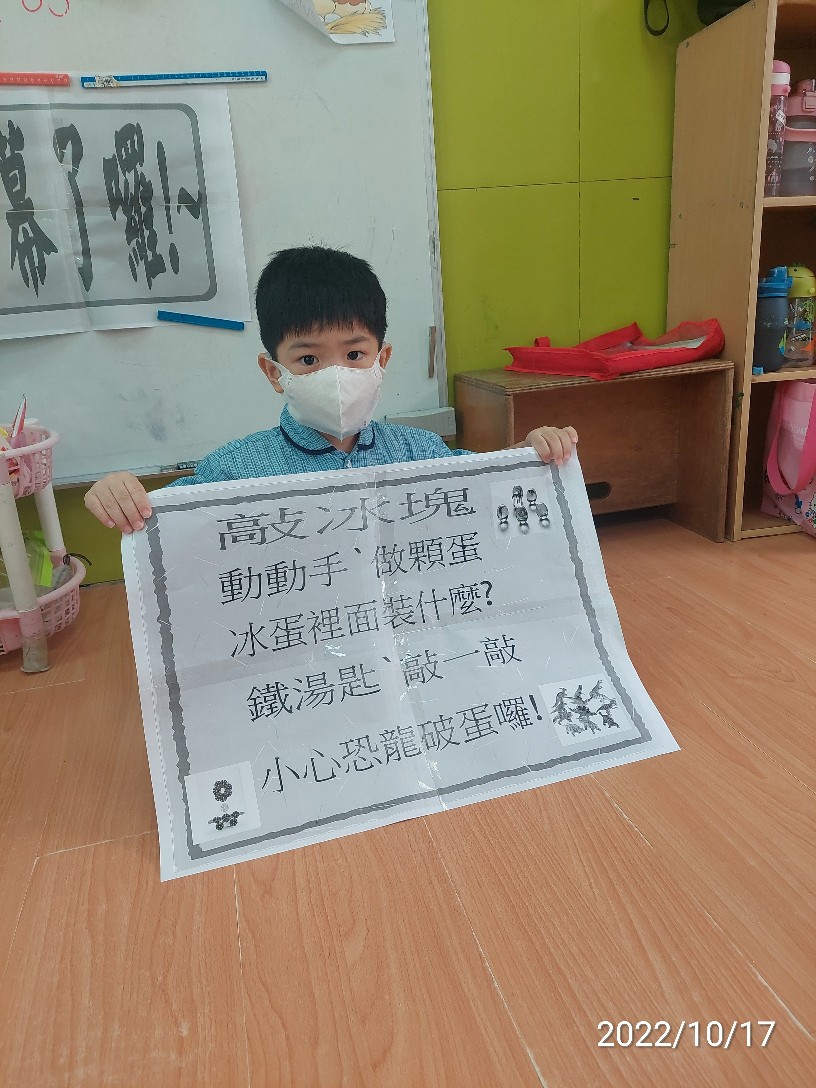 幕了囉!~
敲冰塊
動動手、做顆蛋
冰蛋裡面裝什麼?
鐵湯匙、敲一敲
小心恐龍破蛋囉!
2022/10/17